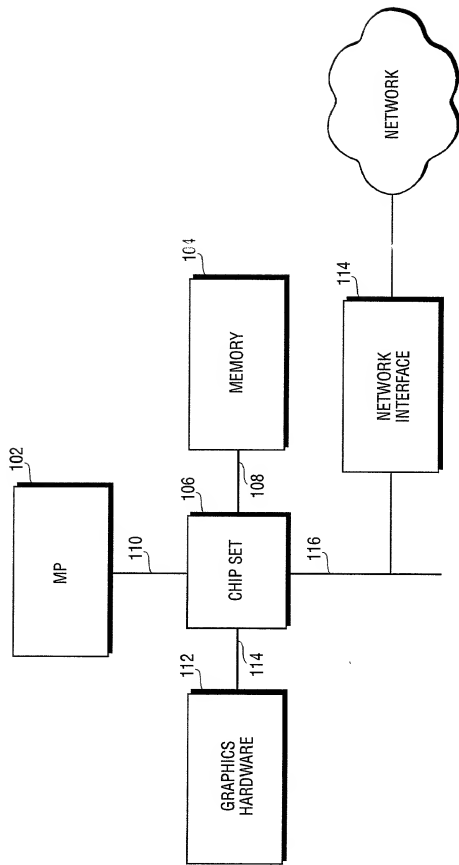 102
MP
110
104
MEMORY
108
106
CHIP SET
112
GRAPHICS
HARDWARE
114
116
114
NETWORK
INTERFACE
NETWORK